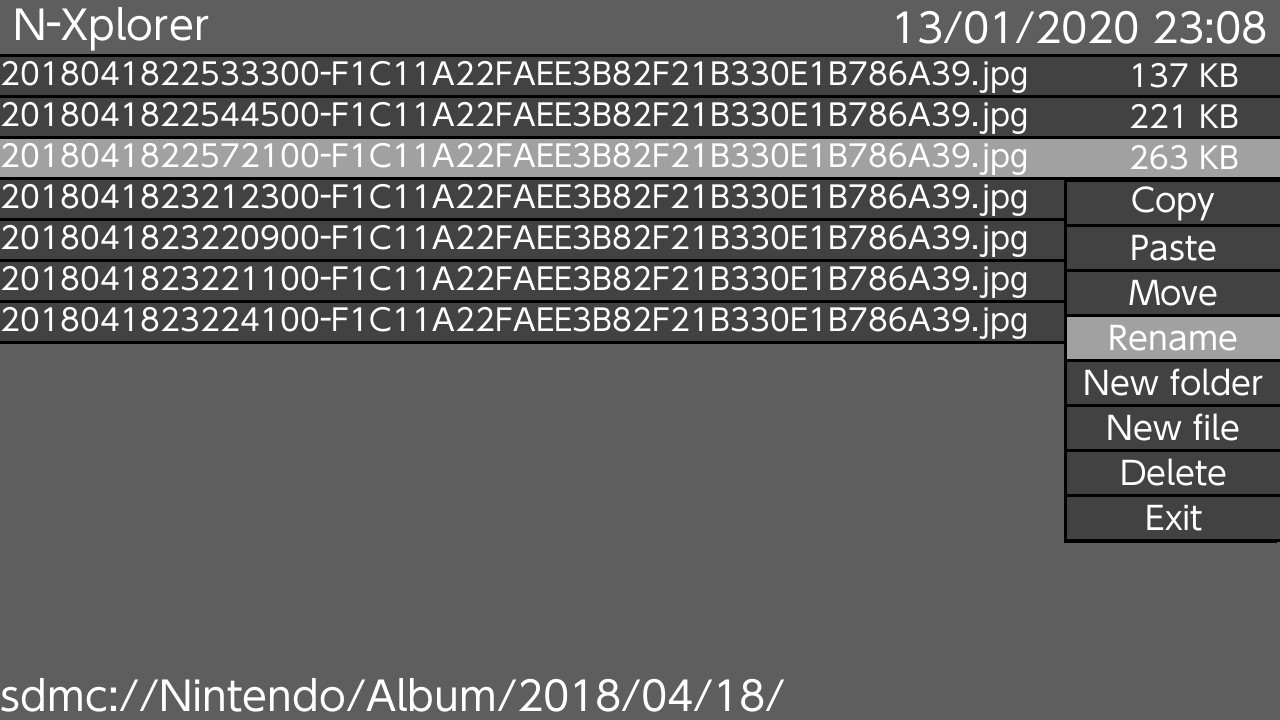 N-Xplorer 13/01/2020 23:08
2018041822533300-F1C11A22FAEE3B82F21B330E1B786A39.jpg 137 KB
2018041822544500-F1C11A22FAEE3B82F21B330E1B786A39.jpg 221 KB
2018041822572100-F1C11A22FAEE3B82F21B330E1B786A39.jpg 263 KB
2018041823212300-F1C11A22FAEE3B82F21B330E1B786A39.jpg
2018041823220900-F1C11A22FAEE3B82F21B330E1B786A39.jpg
2018041823221100-F1C11A22FAEE3B82F21B330E1B786A39.jpg
2018041823224100-F1C11A22FAEE3B82F21B330E1B786A39.jpg
Copy
Paste
Move
Rename
New folder
New file
Delete
Exit
sdmc://Nintendo/Album/2018/04/18/